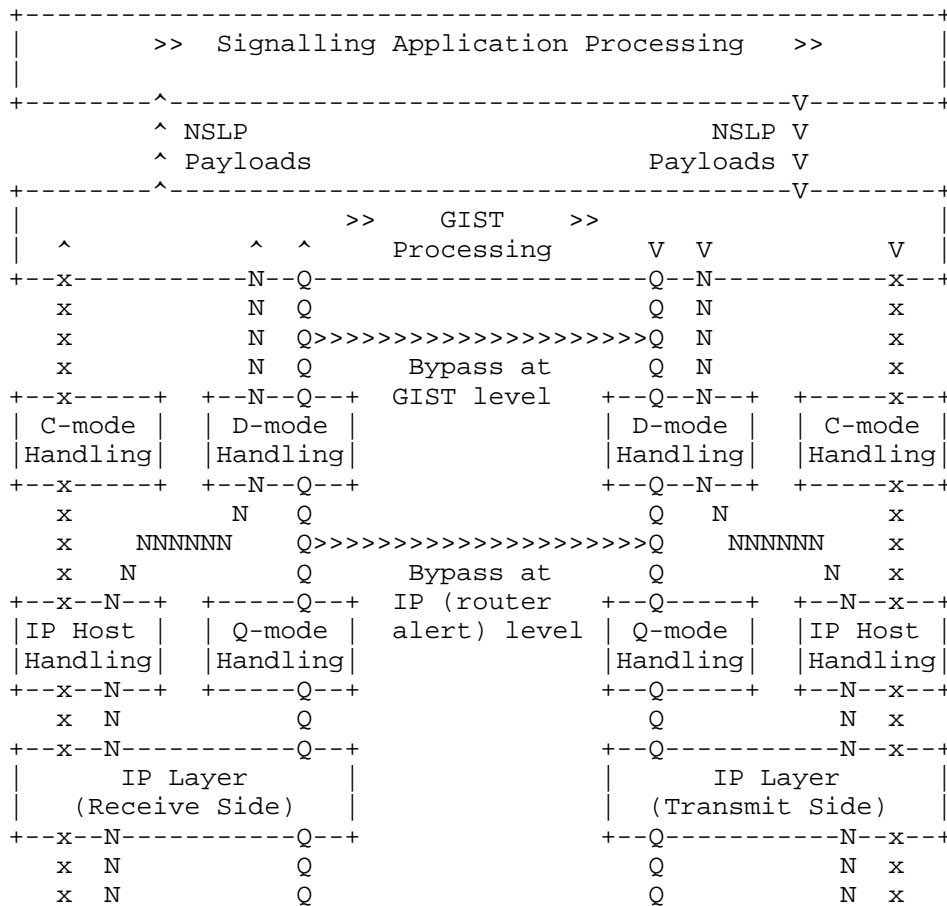 +----------------------------------------------------------+
|        >>  Signalling Application Processing   >>        |
|                                                          |
+--------^---------------------------------------V--------+
         ^ NSLP                             NSLP V
         ^ Payloads                     Payloads V
+--------^---------------------------------------V--------+
|                    >>    GIST     >>                     |
|  ^           ^  ^     Processing      V  V           V  |
+--x-----------N--Q---------------------Q--N-----------x--+
   x           N  Q                     Q  N           x
   x           N  Q>>>>>>>>>>>>>>>>>>>>>Q  N           x
   x           N  Q      Bypass at      Q  N           x
+--x-----+  +--N--Q--+  GIST level   +--Q--N--+  +-----x--+
| C-mode |  | D-mode |               | D-mode |  | C-mode |
|Handling|  |Handling|               |Handling|  |Handling|
+--x-----+  +--N--Q--+               +--Q--N--+  +-----x--+
   x          N   Q                     Q   N          x
   x    NNNNNN    Q>>>>>>>>>>>>>>>>>>>>>Q    NNNNNN    x
   x   N          Q      Bypass at      Q          N   x
+--x--N--+  +-----Q--+  IP (router   +--Q-----+  +--N--x--+
|IP Host |  | Q-mode |  alert) level | Q-mode |  |IP Host |
|Handling|  |Handling|               |Handling|  |Handling|
+--x--N--+  +-----Q--+               +--Q-----+  +--N--x--+
   x  N           Q                     Q           N  x
+--x--N-----------Q--+               +--Q-----------N--x--+
|      IP Layer      |               |      IP Layer      |
|   (Receive Side)   |               |  (Transmit Side)   |
+--x--N-----------Q--+               +--Q-----------N--x--+
   x  N           Q                     Q           N  x
   x  N           Q                     Q           N  x